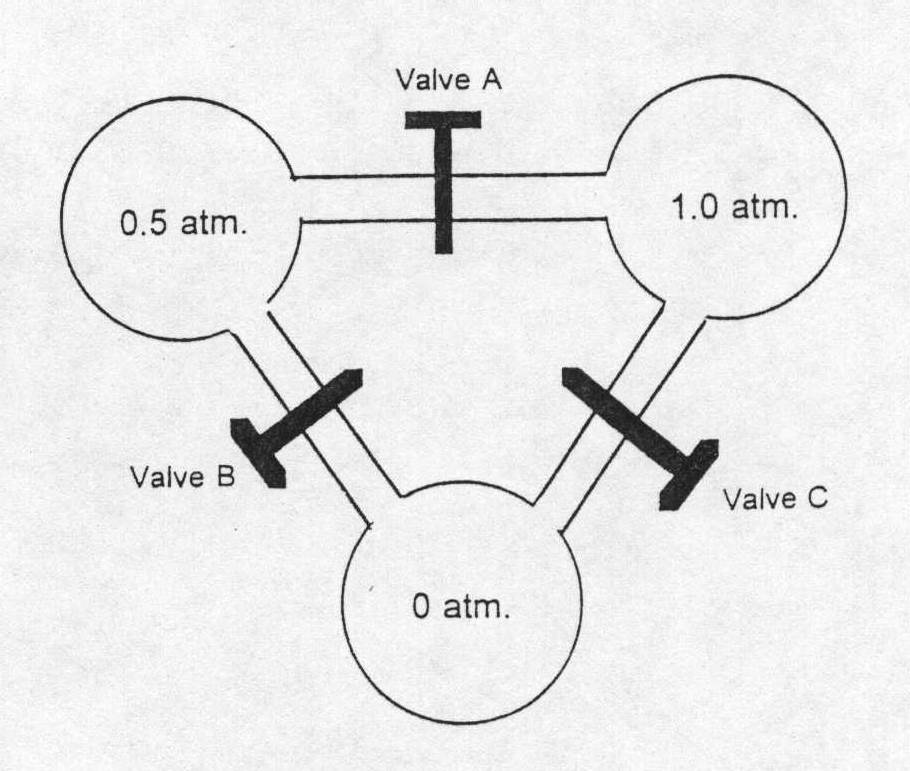 Valve A
0.5 atm.
1.0 atm.
Valve B
Valve C
0 atm.